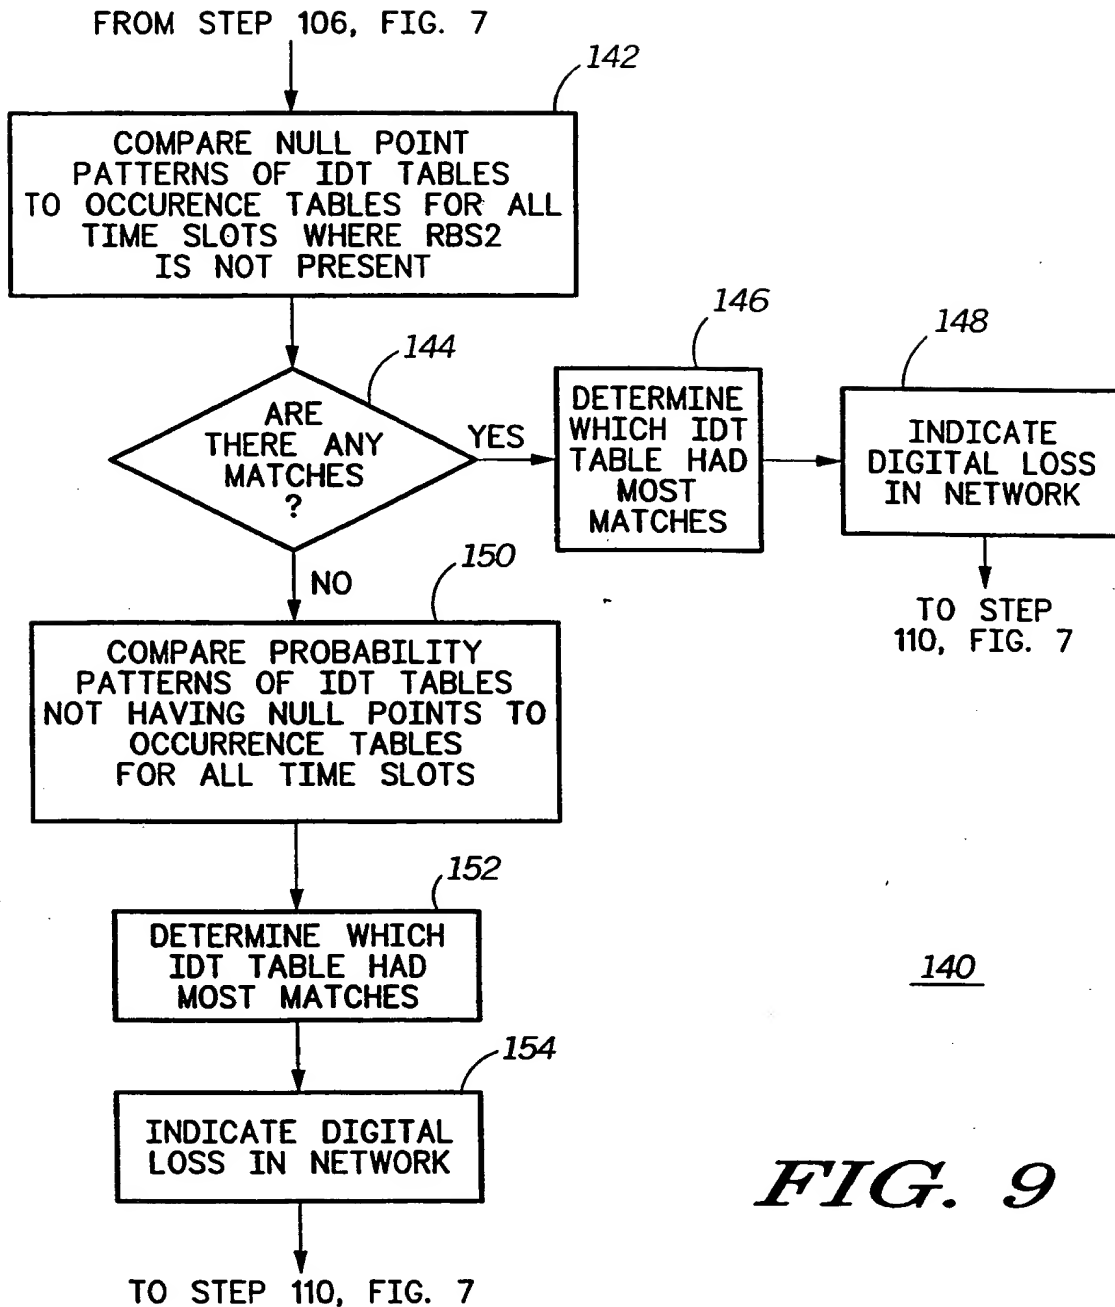 FROM STEP 106, FIG. 7
142
COMPARE NULL POINT
PATTERNS OF IDT TABLES
TO OCCURENCE TABLES FOR ALL
TIME SLOTS WHERE RBS2
IS NOT PRESENT
144
ARE
THERE ANY
MATCHES
?
YES
146
DETERMINE
WHICH IDT
TABLE HAD
MOST
MATCHES
148
INDICATE
DIGITAL LOSS
IN NETWORK
TO STEP
110, FIG. 7
NO
150
COMPARE PROBABILITY
PATTERNS OF IDT TABLES
NOT HAVING NULL POINTS TO
OCCURRENCE TABLES
FOR ALL TIME SLOTS
152
DETERMINE WHICH
IDT TABLE HAD
MOST MATCHES
140
154
INDICATE DIGITAL
LOSS IN NETWORK
FIG. 9
TO STEP 110, FIG. 7